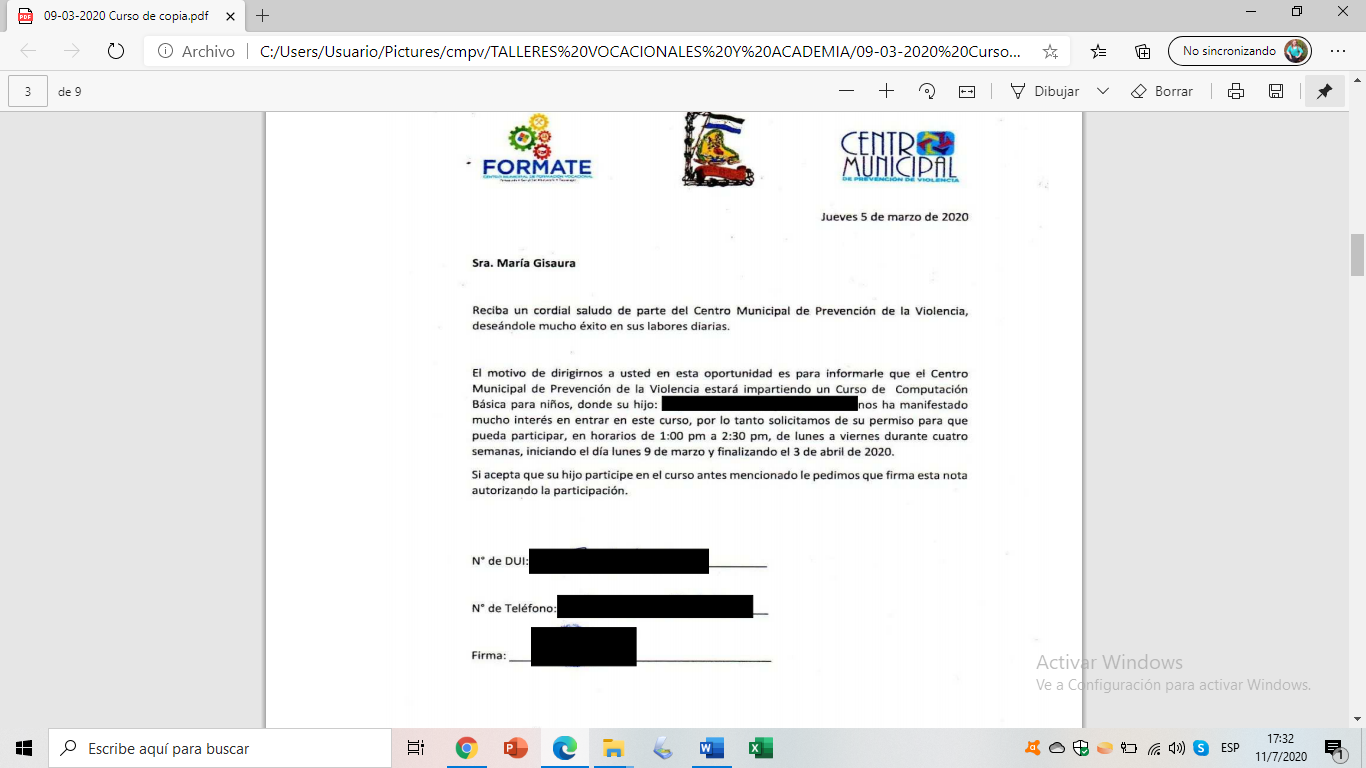 09-03-2020 Curso de copia.pdf
Archivo
C:/Users/Usuario/Pictures/cmpv/TALLERES%20VOCACIONALES%20Y%20ACADEMIA/09-03-2020%20Curso...
No sincronizando
3 de 9
Dibujar
Borrar
FORMATE
CENTRO MUNICIPAL DE FORMACIÓN VOCACIONAL
CENTRO
MUNICIPAL
DE PREVENCIÓN DE VIOLENCIA
Jueves 5 de marzo de 2020
Sra. María Gisaura
Reciba un cordial saludo de parte del Centro Municipal de Prevención de la Violencia,
deseándole mucho éxito en sus labores diarias.
El motivo de dirigirnos a usted en esta oportunidad es para informarle que el Centro
Municipal de Prevención de la Violencia estará impartiendo un Curso de Computación
Básica para niños, donde su hijo: nos ha manifestado
mucho interés en entrar en este curso, por lo tanto solicitamos de su permiso para que
pueda participar, en horarios de 1:00 pm a 2:30 pm, de lunes a viernes durante cuatro
semanas, iniciando el día lunes 9 de marzo y finalizando el 3 de abril de 2020.
Si acepta que su hijo participe en el curso antes mencionado le pedimos que firma esta nota
autorizando la participación.
N° de DUI:
N° de Teléfono:
Firma:
Activar Windows
Ve a Configuración para activar Windows.
Escribe aquí para buscar
ESP
17:32
11/7/2020
1